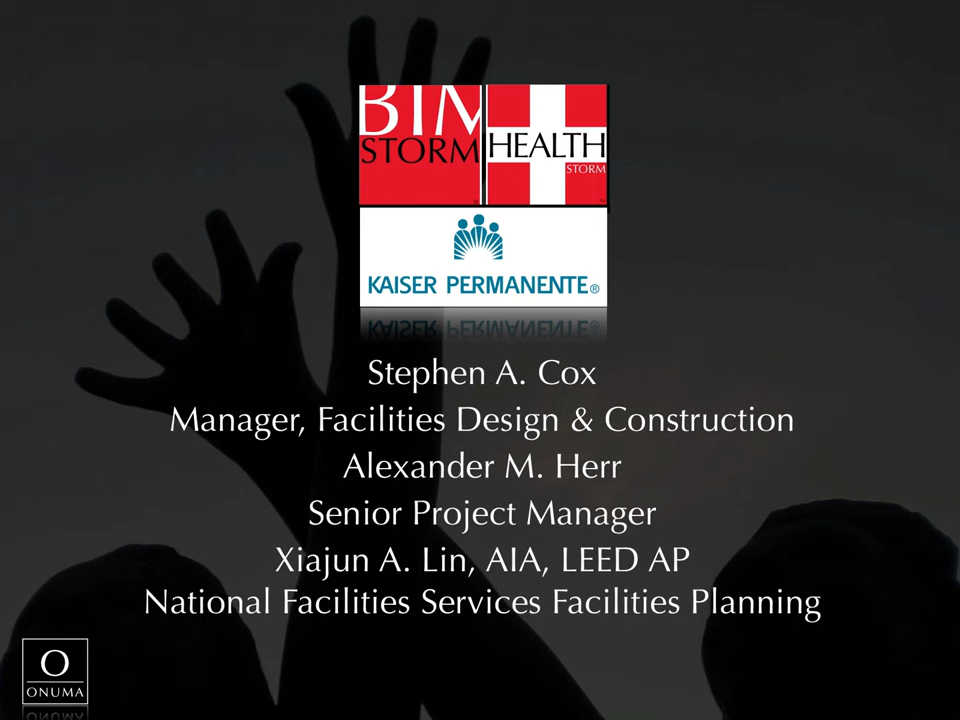 BIM
STORM
HEALTH
STORM
KAISER PERMANENTE®
Stephen A. Cox
Manager, Facilities Design & Construction
Alexander M. Herr
Senior Project Manager
Xiajun A. Lin, AIA, LEED AP
National Facilities Services Facilities Planning
O
ONUMA